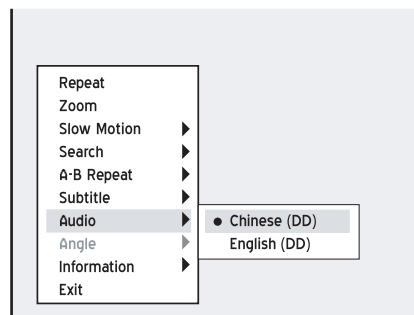 Repeat
Zoom
Slow Motion
Search
A-B Repeat
Subtitle
Audio
Chinese (DD)
Angle
English (DD)
Information
Exit